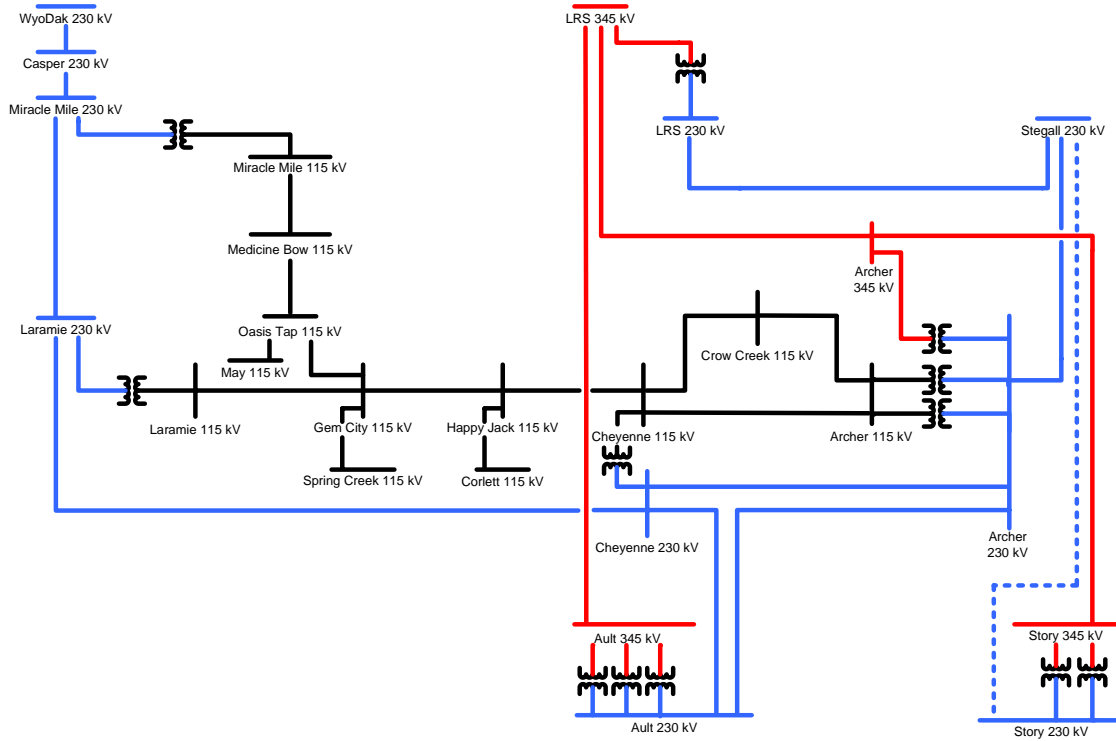 WyoDak 230 kV
LRS 345 kV
Casper 230 kV
Miracle Mile 230 kV
LRS 230 kV
Stegall 230 kV
Miracle Mile 115 kV
Medicine Bow 115 kV
Archer
345 kV
Laramie 230 kV
Oasis Tap 115 kV
Crow Creek 115 kV
May 115 kV
Laramie 115 kV
Gem City 115 kV
Happy Jack 115 kV
Cheyenne 115 kV
Archer 115 kV
Spring Creek 115 kV
Corlett 115 kV
Cheyenne 230 kV
Archer
230 kV
Ault 345 kV
Story 345 kV
Ault 230 kV
Story 230 kV